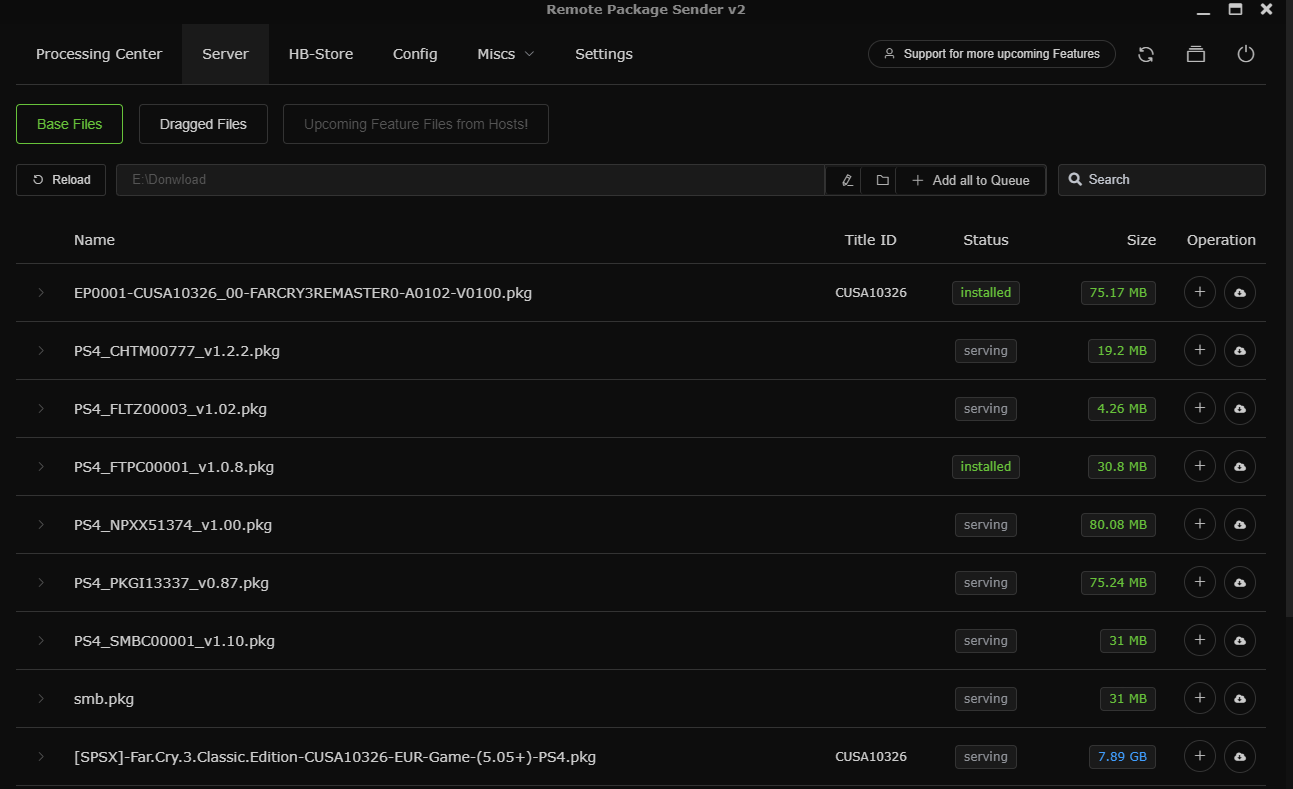 Remote Package Sender v2
Processing Center Server HB-Store Config Miscs Settings Support for more upcoming Features
Base Files Dragged Files Upcoming Feature Files from Hosts!
Reload E:\Donwload Add all to Queue Search
Name Title ID Status Size Operation
EP0001-CUSA10326_00-FARCRY3REMASTER0-A0102-V0100.pkg CUSA10326 installed 75.17 MB
PS4_CHTM00777_v1.2.2.pkg serving 19.2 MB
PS4_FLTZ00003_v1.02.pkg serving 4.26 MB
PS4_FTPC00001_v1.0.8.pkg installed 30.8 MB
PS4_NPXX51374_v1.00.pkg serving 80.08 MB
PS4_PKGI13337_v0.87.pkg serving 75.24 MB
PS4_SMBC00001_v1.10.pkg serving 31 MB
smb.pkg serving 31 MB
[SPSX]-Far.Cry.3.Classic.Edition-CUSA10326-EUR-Game-(5.05+)-PS4.pkg CUSA10326 serving 7.89 GB